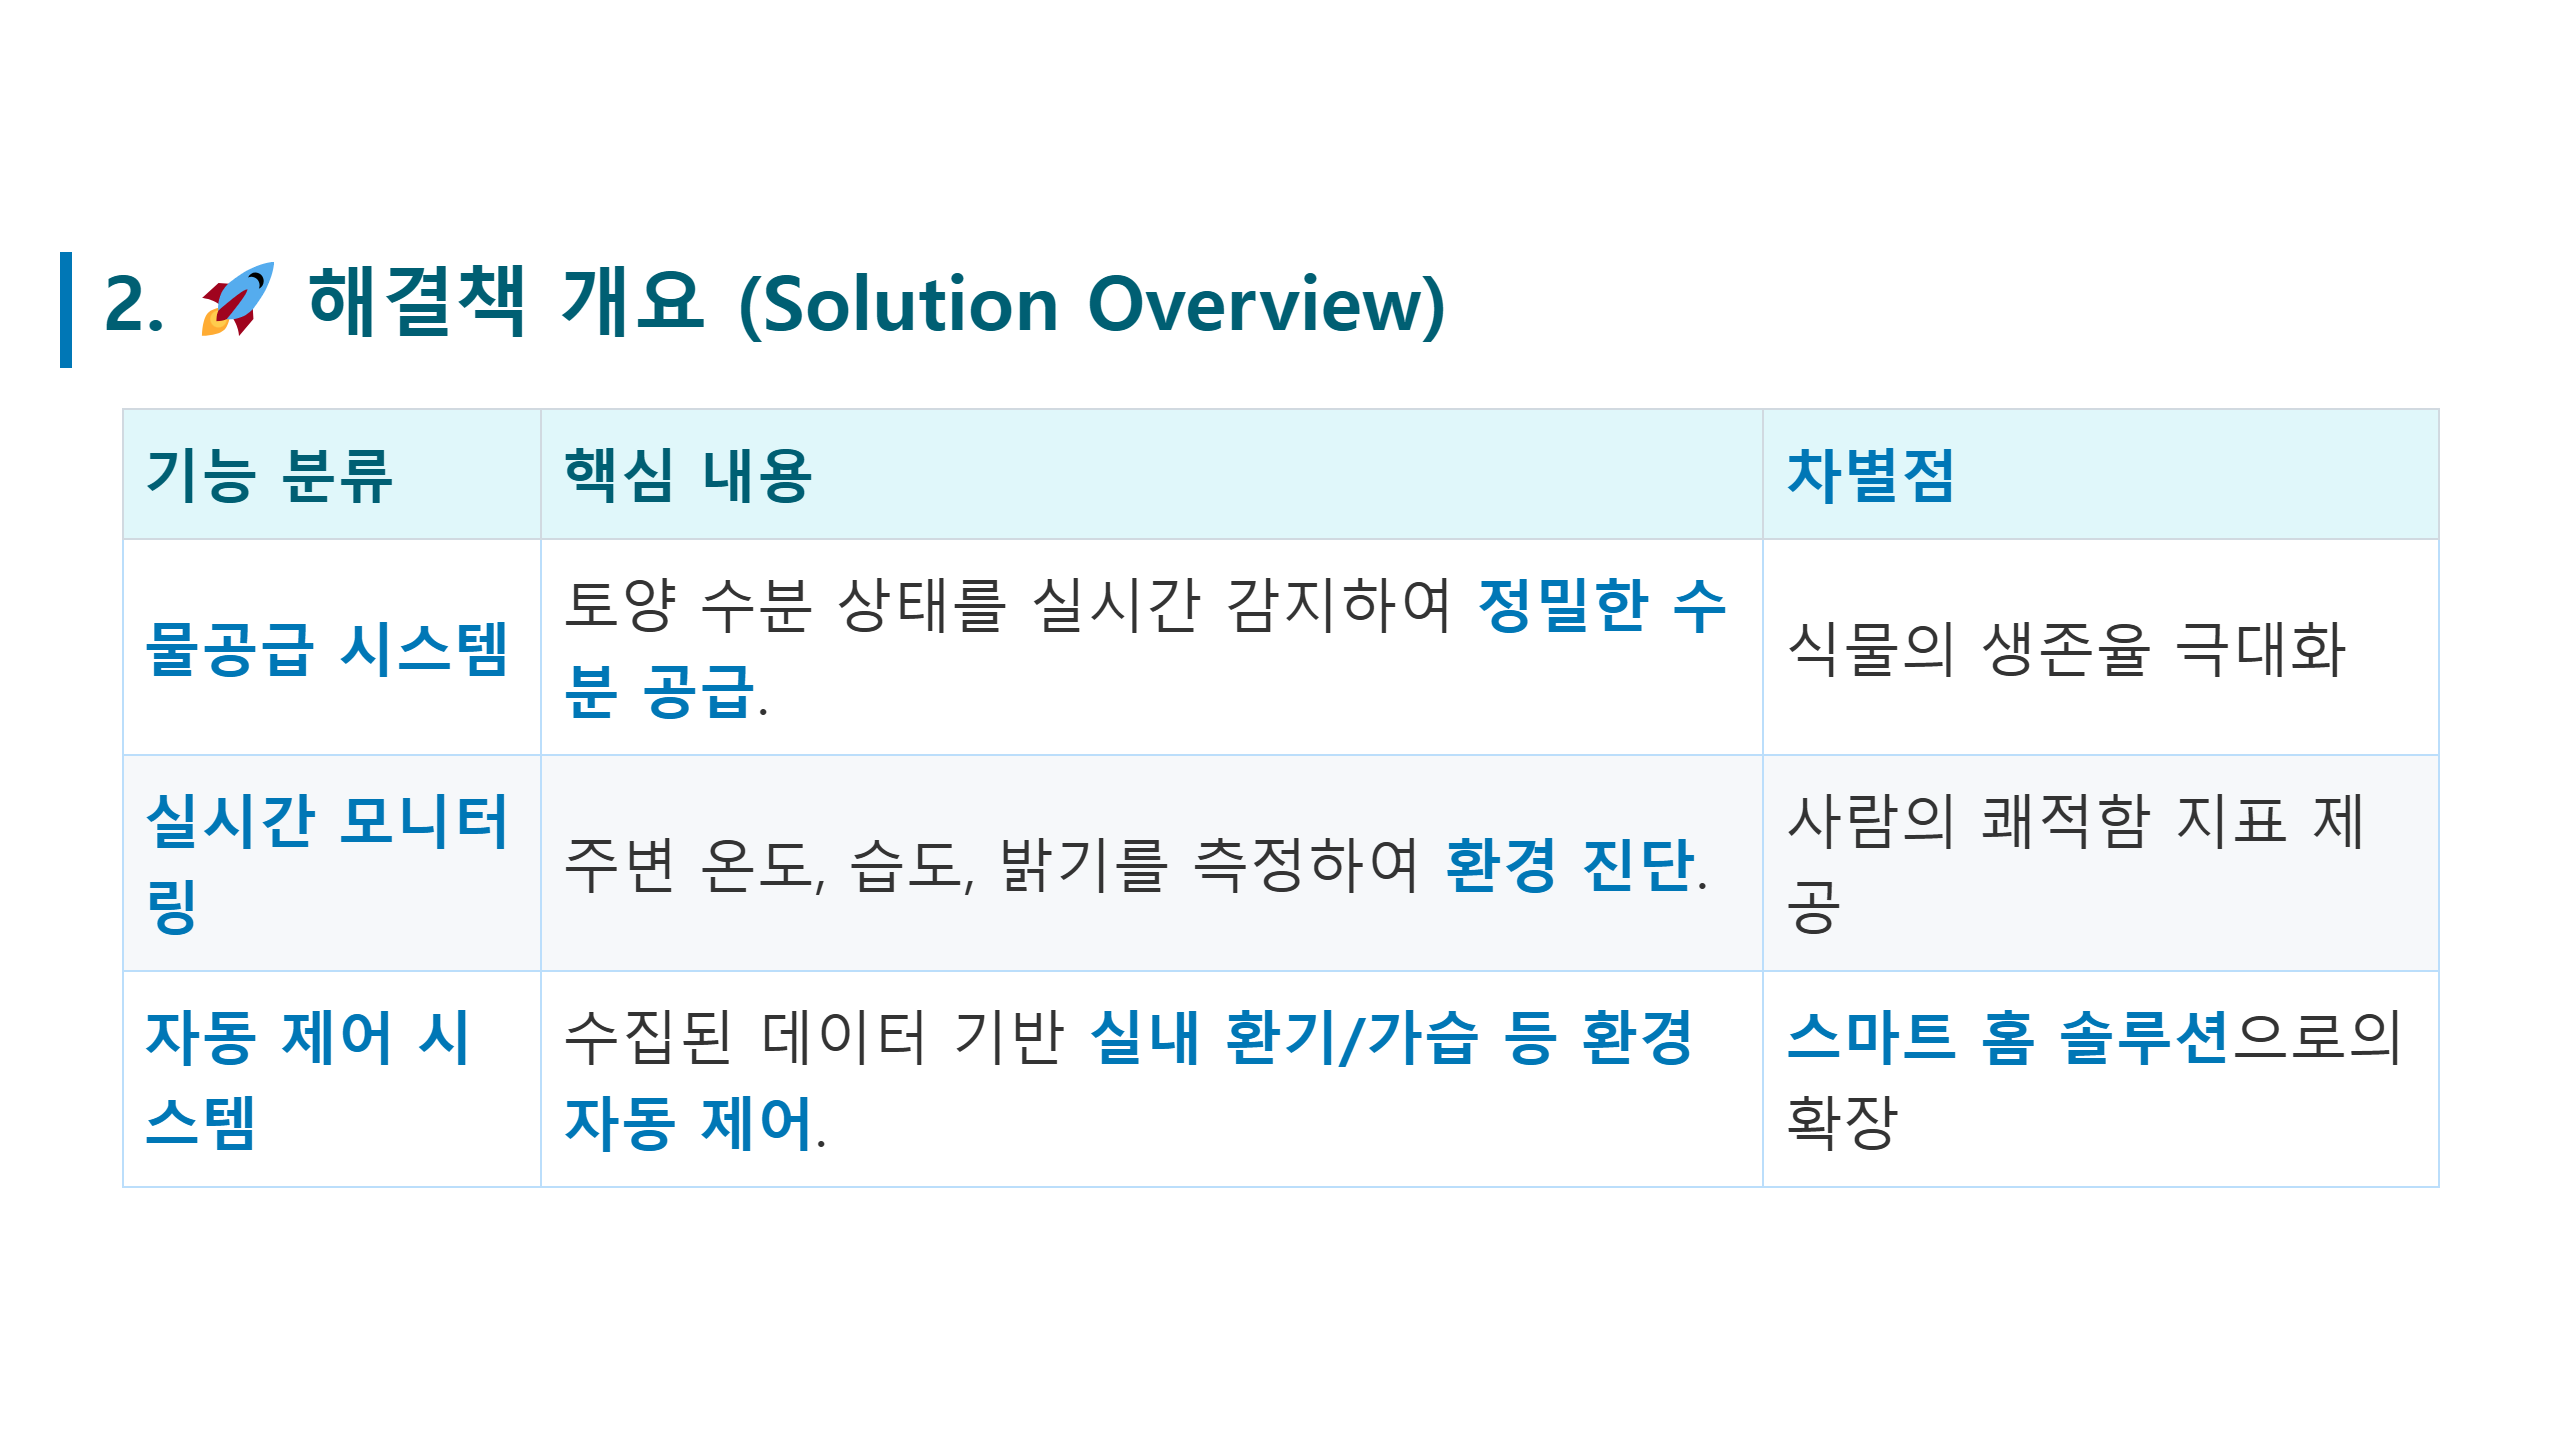 2. 🚀 해결책 개요 (Solution Overview)
기능 분류
핵심 내용
차별점
물공급 시스템
토양 수분 상태를 실시간 감지하여 정밀한 수
분 공급.
식물의 생존율 극대화
실시간 모니터
링
주변 온도, 습도, 밝기를 측정하여 환경 진단.
사람의 쾌적함 지표 제
공
자동 제어 시
스템
수집된 데이터 기반 실내 환기/가습 등 환경
자동 제어.
스마트 홈 솔루션으로의
확장